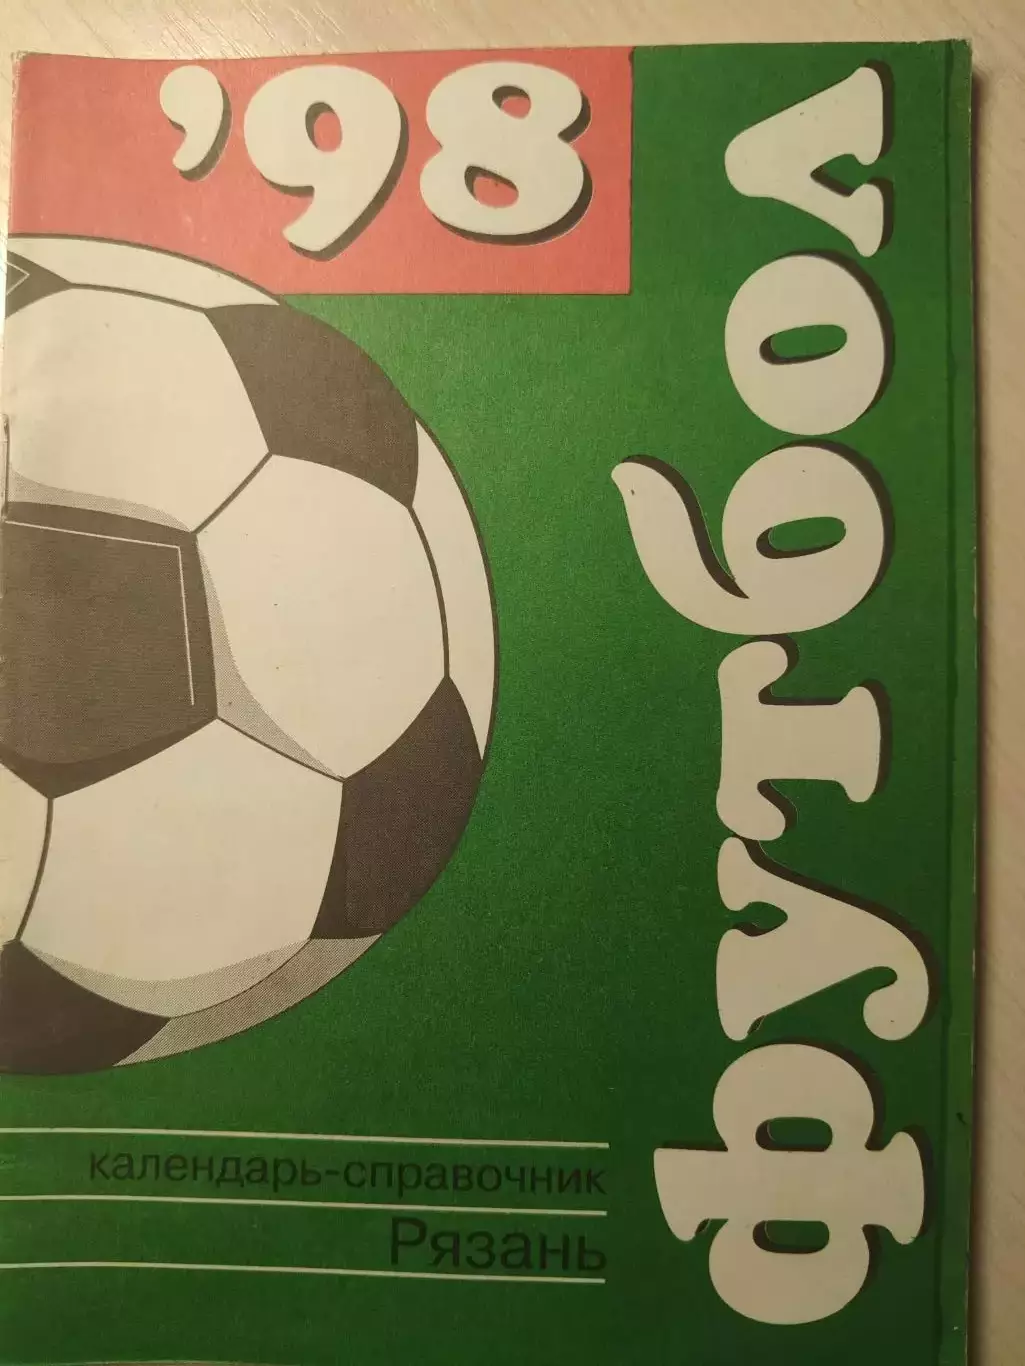 '98
футбол
календарь-справочник
Рязань